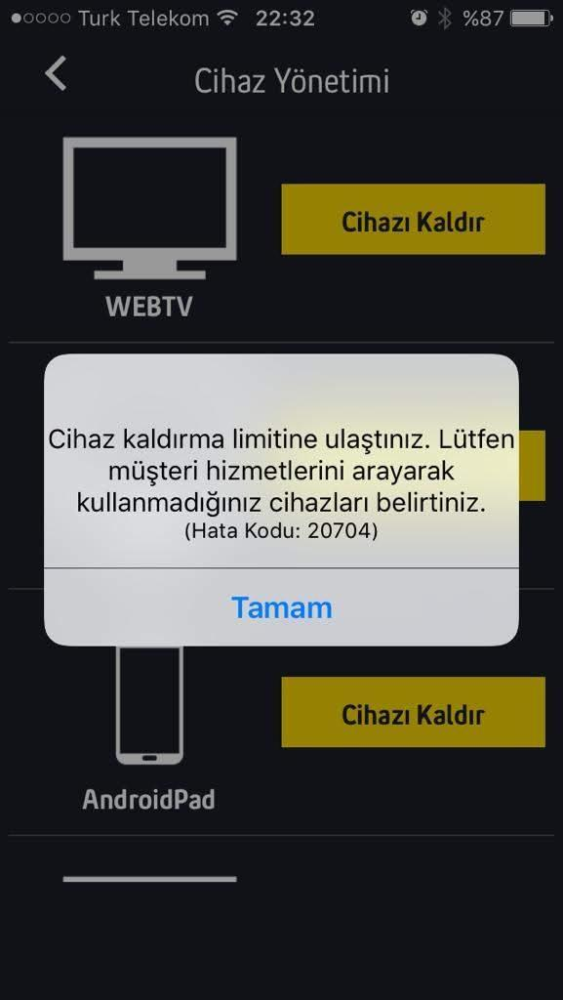 Turk Telekom 22:32 %87
Cihaz Yönetimi
Cihazı Kaldır
WEBTV
Cihaz kaldırma limitine ulaştınız. Lütfen
müşteri hizmetlerini arayarak
kullanmadığınız cihazları belirtiniz.
(Hata Kodu: 20704)
Tamam
Cihazı Kaldır
AndroidPad